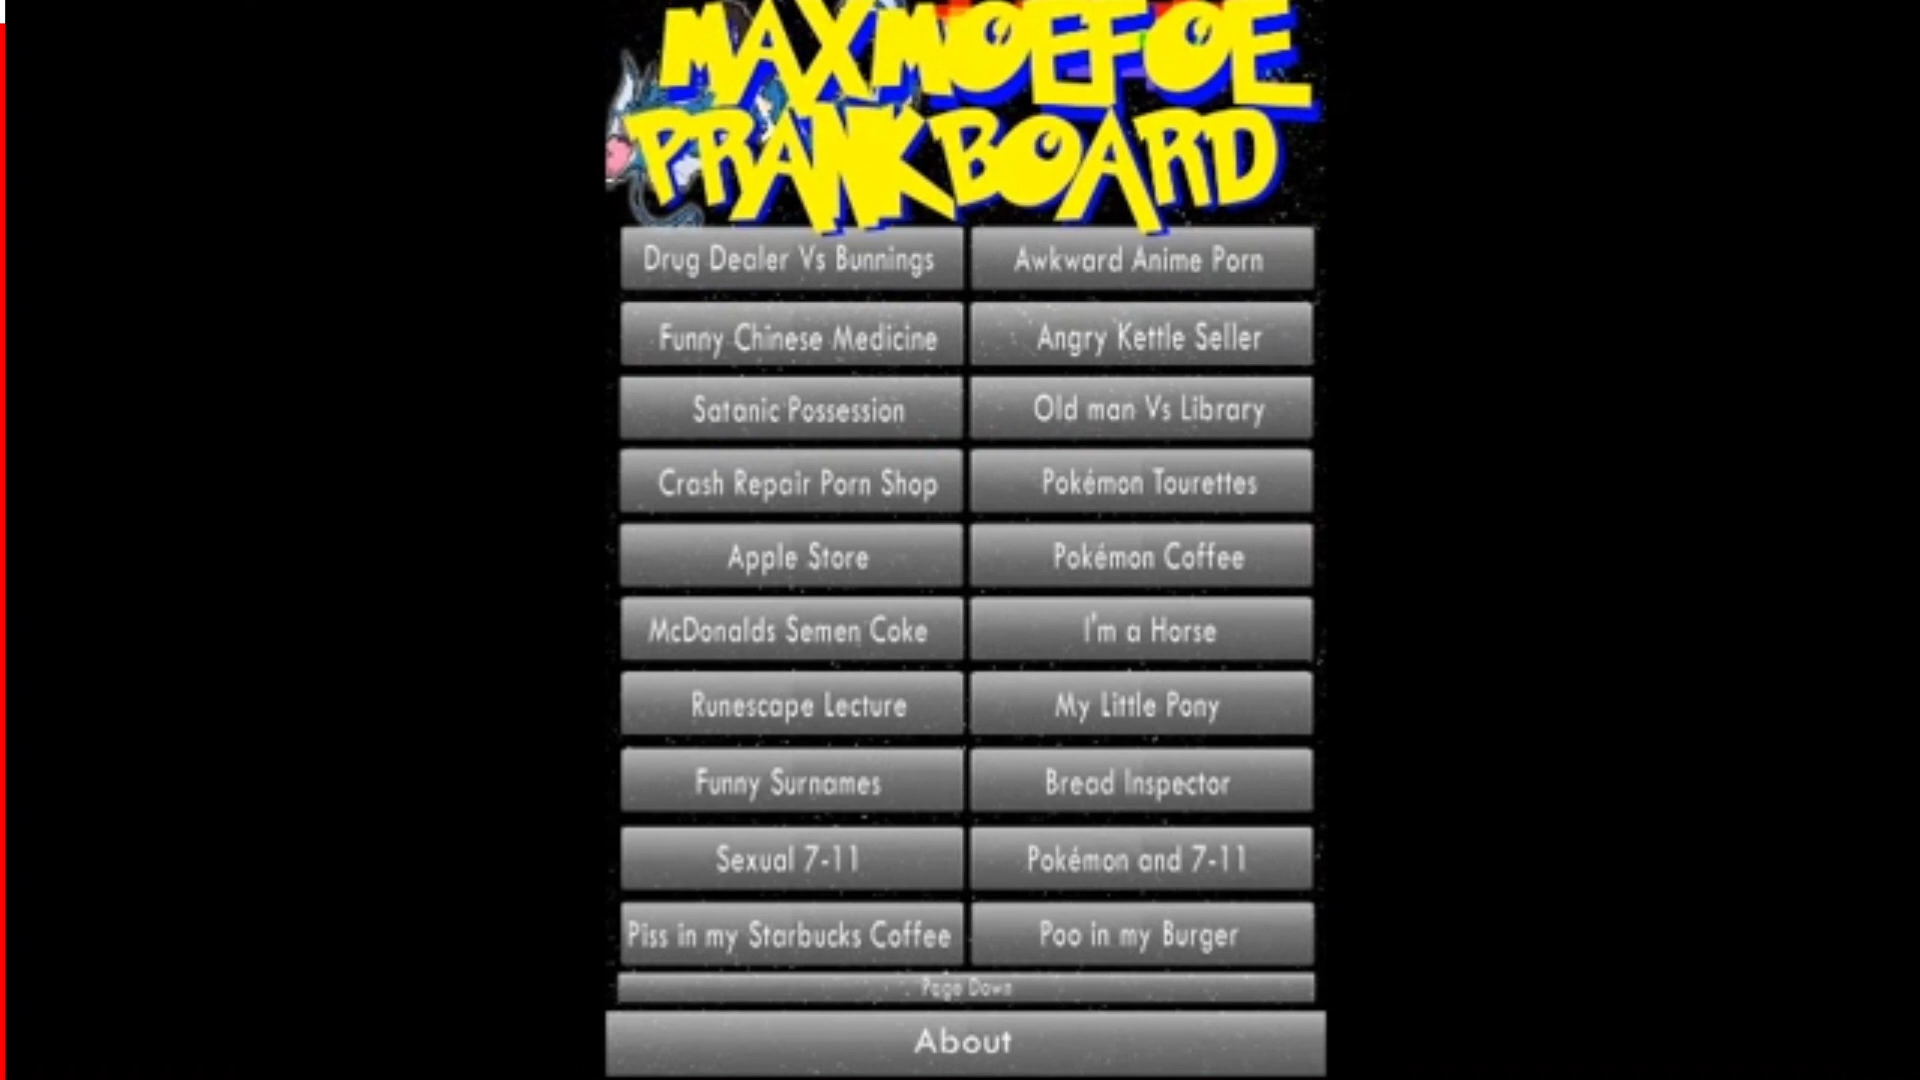 MAXMOEFOE
PRANKBOARD
Drug Dealer Vs Bunnings
Awkward Anime Porn
Funny Chinese Medicine
Angry Kettle Seller
Satanic Possession
Old man Vs Library
Crash Repair Porn Shop
Pokémon Tourettes
Apple Store
Pokémon Coffee
McDonalds Semen Coke
I'm a Horse
Runescape Lecture
My Little Pony
Funny Surnames
Bread Inspector
Sexual 7-11
Pokémon and 7-11
Piss in my Starbucks Coffee
Poo in my Burger
Page Down
About